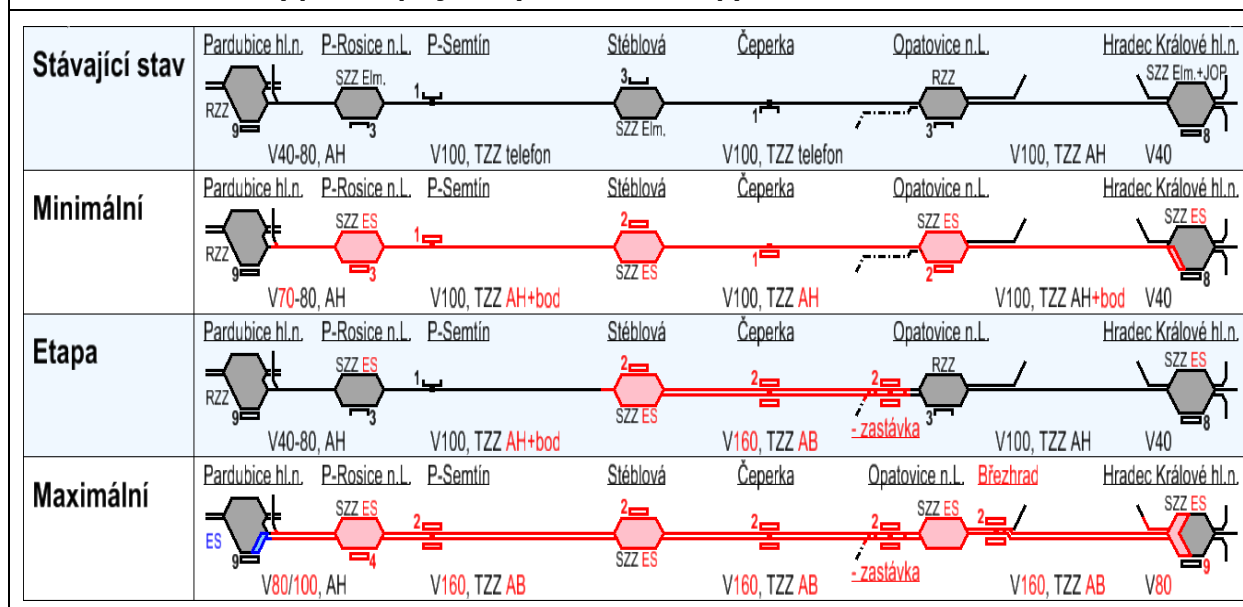 Pardubice hl.n. P-Rosice n.L. P-Semtín Stéblová Čeperka Opatovice n.L. Hradec Králové hl.n.
Stávající stav
SZZ Elm. 3 RZZ SZZ Elm.+JOP
1
RZZ 1
9 3 SZZ Elm. 3 8
V40-80, AH V100, TZZ telefon V100, TZZ telefon V100, TZZ AH V40
Pardubice hl.n. P-Rosice n.L. P-Semtín Stéblová Čeperka Opatovice n.L. Hradec Králové hl.n.
Minimální
SZZ ES 2 SZZ ES SZZ ES
1
RZZ 1
9 3 SZZ ES 2 8
V70-80, AH V100, TZZ AH+bod V100, TZZ AH V100, TZZ AH+bod V40
Pardubice hl.n. P-Rosice n.L. P-Semtín Stéblová Čeperka Opatovice n.L. Hradec Králové hl.n.
Etapa
SZZ ES 2 RZZ SZZ ES
1 2 2
RZZ
9 3 SZZ ES - zastávka 3 8
V40-80, AH V100, TZZ AH+bod V160, TZZ AB V100, TZZ AH V40
Pardubice hl.n. P-Rosice n.L. P-Semtín Stéblová Čeperka Opatovice n.L. Březhrad Hradec Králové hl.n.
Maximální
SZZ ES 2 SZZ ES SZZ ES
2 2 2 2
ES
9 4 SZZ ES - zastávka 9
V80/100, AH V160, TZZ AB V160, TZZ AB V160, TZZ AB V80